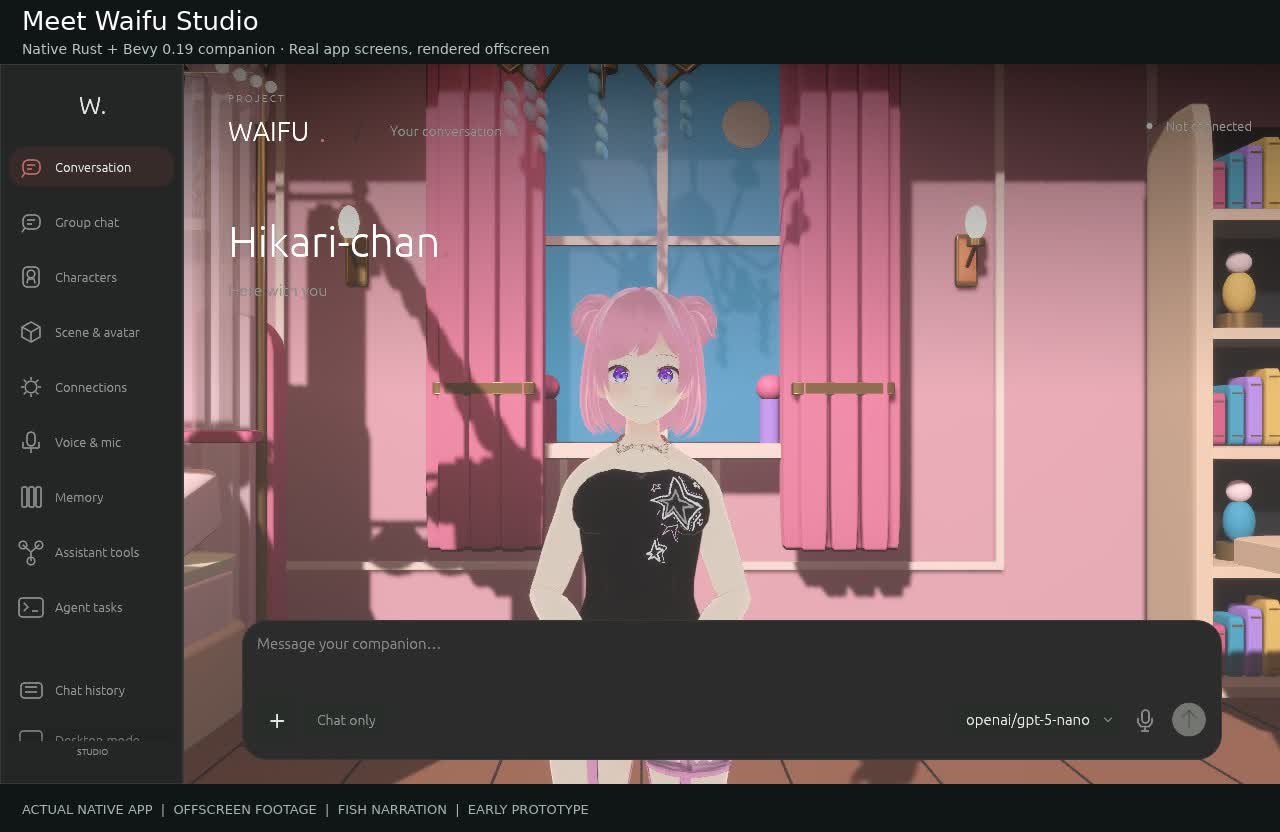 Meet Waifu Studio
Native Rust + Bevy 0.19 companion · Real app screens, rendered offscreen
W.
Conversation
Group chat
Characters
Scene & avatar
Connections
Voice & mic
Memory
Assistant tools
Agent tasks
Chat history
Desktop mode
STUDIO
PROJECT
WAIFU .
Your conversation
Not connected
Hikari-chan
Here with you
Message your companion…
+ Chat only
openai/gpt-5-nano
ACTUAL NATIVE APP | OFFSCREEN FOOTAGE | FISH NARRATION | EARLY PROTOTYPE